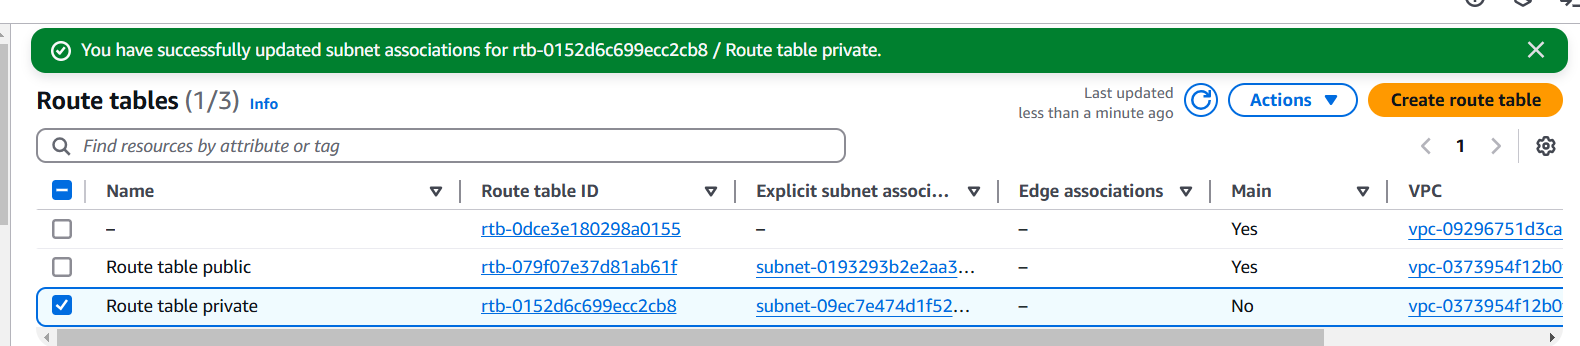 You have successfully updated subnet associations for rtb-0152d6c699ecc2cb8 / Route table private.
Route tables (1/3) Info
Last updated
less than a minute ago
Actions
Create route table
Find resources by attribute or tag
1
Name Route table ID Explicit subnet associ... Edge associations Main VPC
– rtb-0dce3e180298a0155 – – Yes vpc-09296751d3ca
Route table public rtb-079f07e37d81ab61f subnet-0193293b2e2aa3... – Yes vpc-0373954f12b0
Route table private rtb-0152d6c699ecc2cb8 subnet-09ec7e474d1f52... – No vpc-0373954f12b0